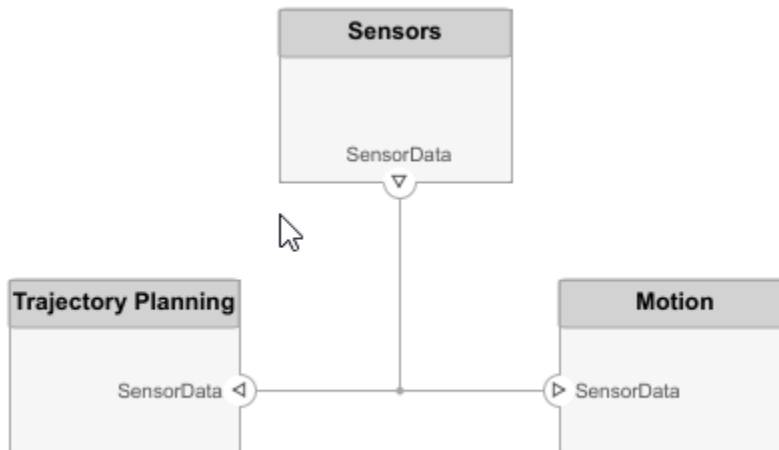 Sensors
SensorData
Trajectory Planning
Motion
SensorData
SensorData